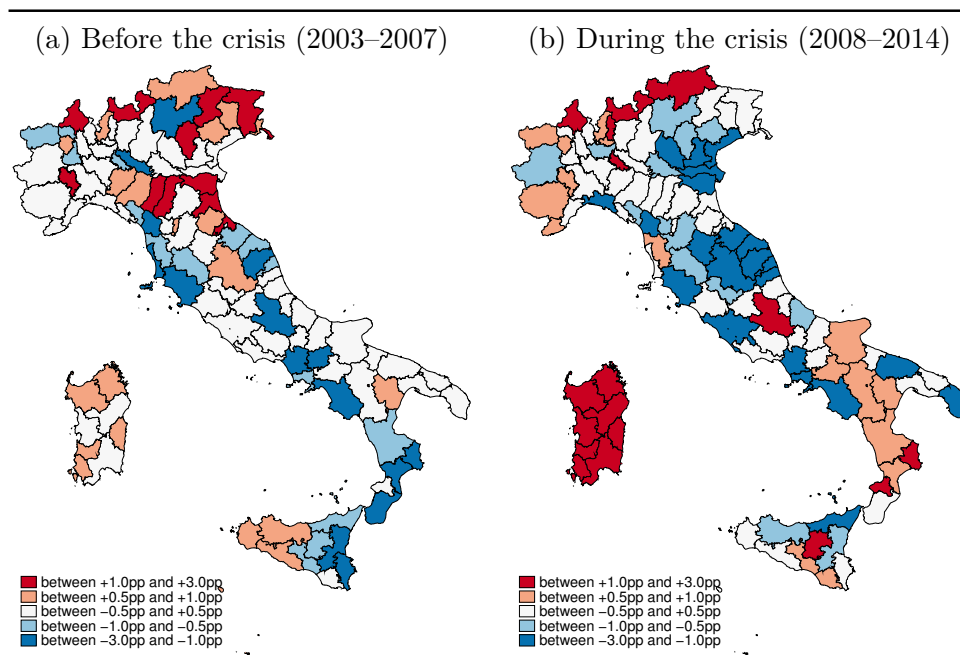 (a) Before the crisis (2003–2007)
(b) During the crisis (2008–2014)
between +1.0pp and +3.0pp
between +0.5pp and +1.0pp
between −0.5pp and +0.5pp
between −1.0pp and −0.5pp
between −3.0pp and −1.0pp
between +1.0pp and +3.0pp
between +0.5pp and +1.0pp
between −0.5pp and +0.5pp
between −1.0pp and −0.5pp
between −3.0pp and −1.0pp